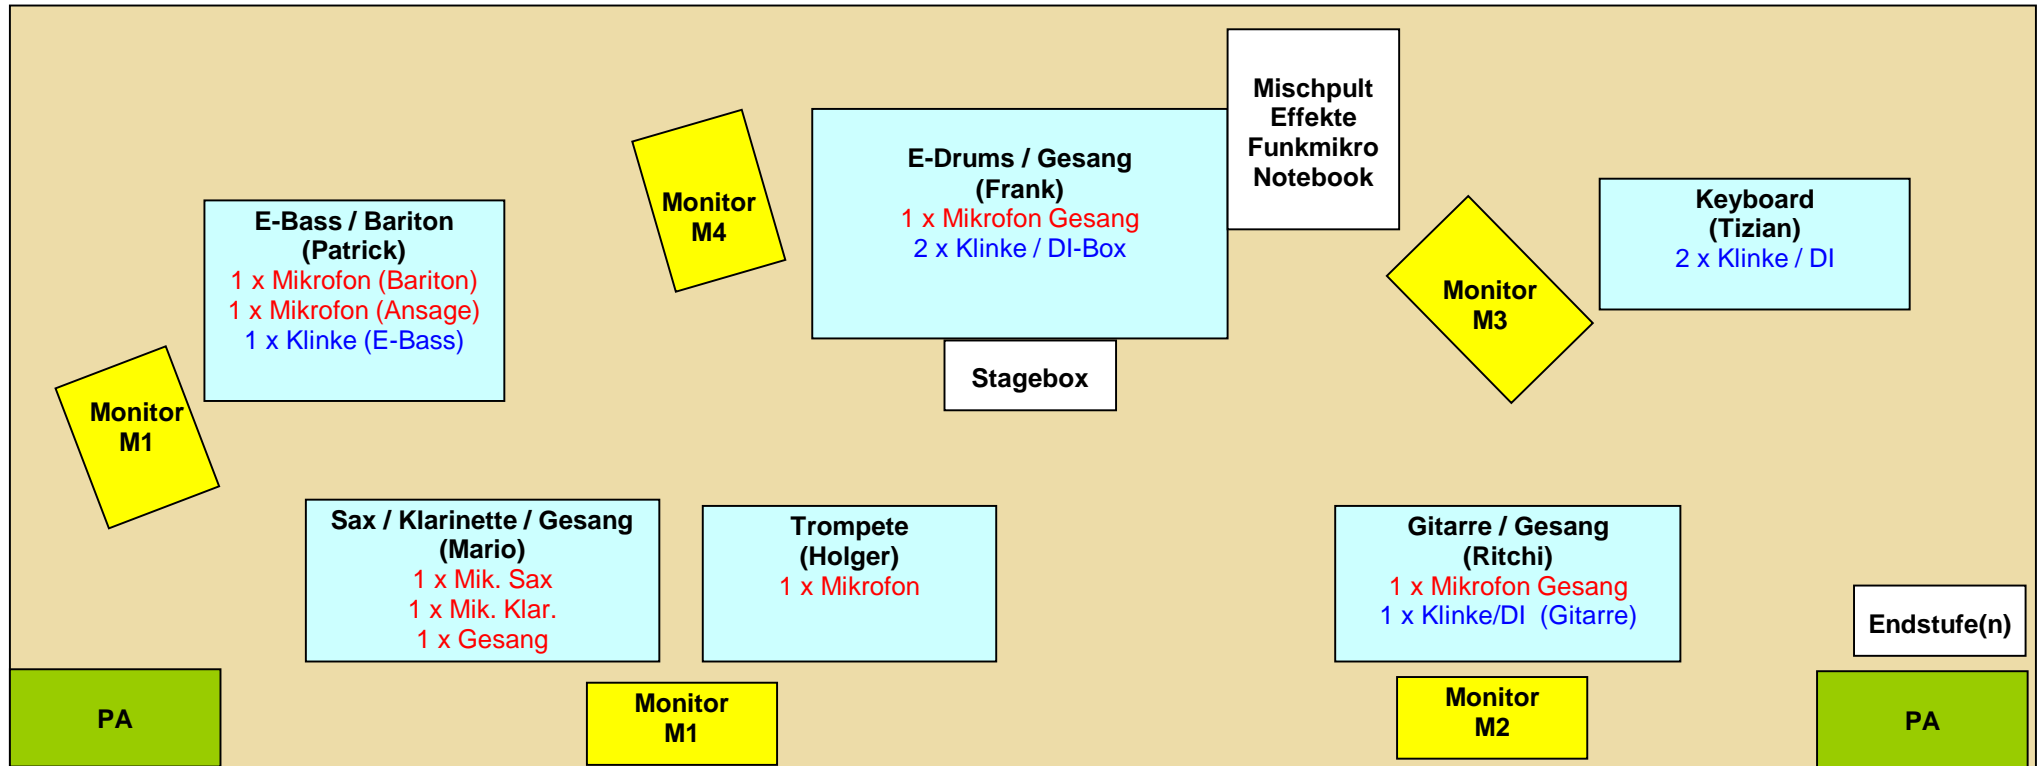 Mischpult
Effekte
Funkmikro
Notebook
E-Drums / Gesang
(Frank)
1 x Mikrofon Gesang
2 x Klinke / DI-Box
Monitor
M4
Keyboard
(Tizian)
2 x Klinke / DI
E-Bass / Bariton
(Patrick)
1 x Mikrofon (Bariton)
1 x Mikrofon (Ansage)
1 x Klinke (E-Bass)
Monitor
M3
Stagebox
Monitor
M1
Sax / Klarinette / Gesang
(Mario)
1 x Mik. Sax
1 x Mik. Klar.
1 x Gesang
Trompete
(Holger)
1 x Mikrofon
Gitarre / Gesang
(Ritchi)
1 x Mikrofon Gesang
1 x Klinke/DI  (Gitarre)
Endstufe(n)
PA
Monitor
M1
Monitor
M2
PA